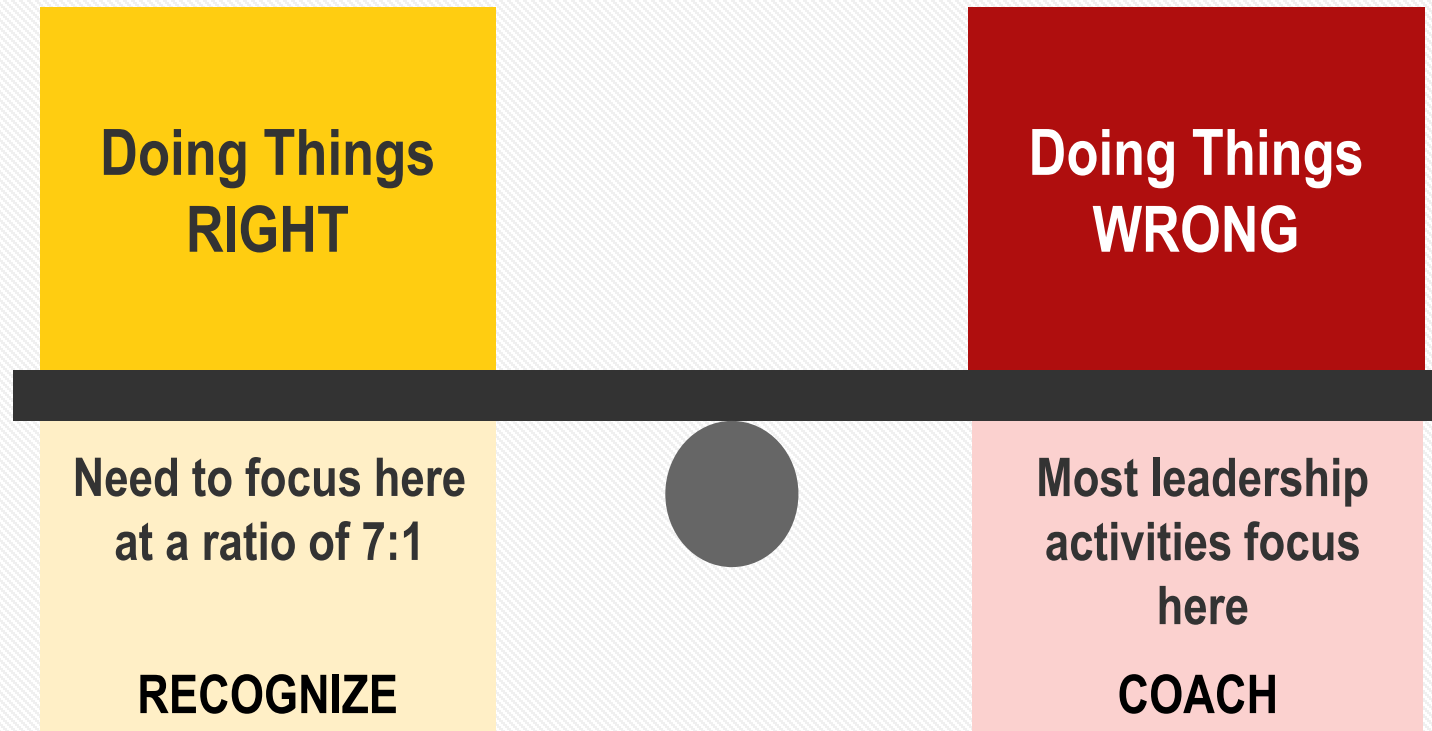 Doing Things
RIGHT
Doing Things
WRONG
Need to focus here
at a ratio of 7:1
RECOGNIZE
Most leadership
activities focus
here
COACH